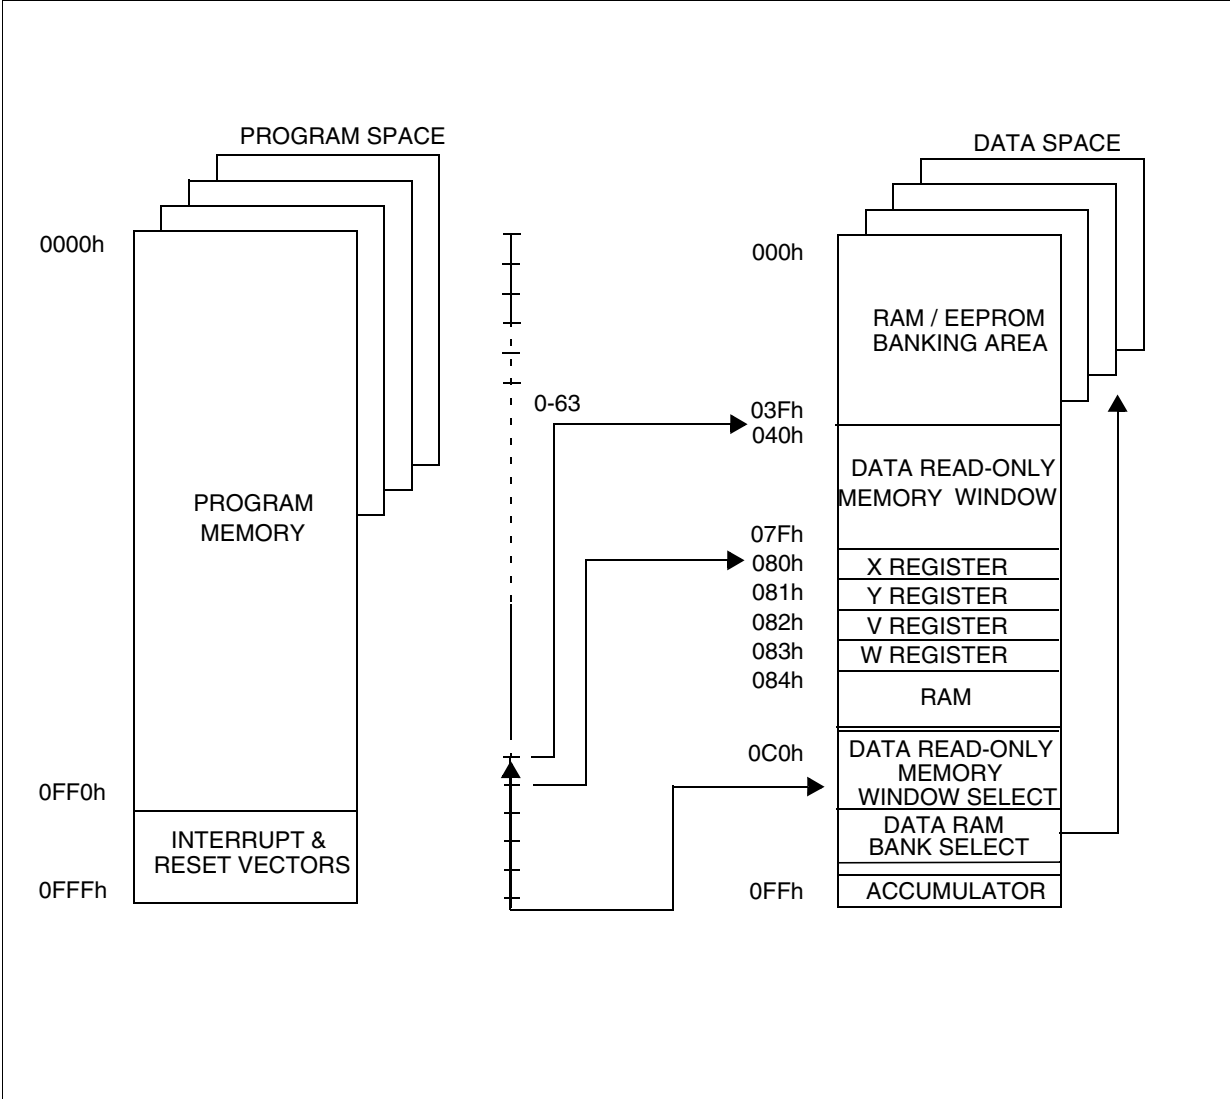 PROGRAM SPACE
0000h
PROGRAM
MEMORY
0FF0h
INTERRUPT &
RESET VECTORS
0FFFh
0-63
DATA SPACE
000h
RAM / EEPROM
BANKING AREA
03Fh
040h
DATA READ-ONLY
MEMORY WINDOW
07Fh
080h
X REGISTER
081h
Y REGISTER
082h
V REGISTER
083h
W REGISTER
084h
RAM
0C0h
DATA READ-ONLY
MEMORY
WINDOW SELECT
DATA RAM
BANK SELECT
0FFh
ACCUMULATOR